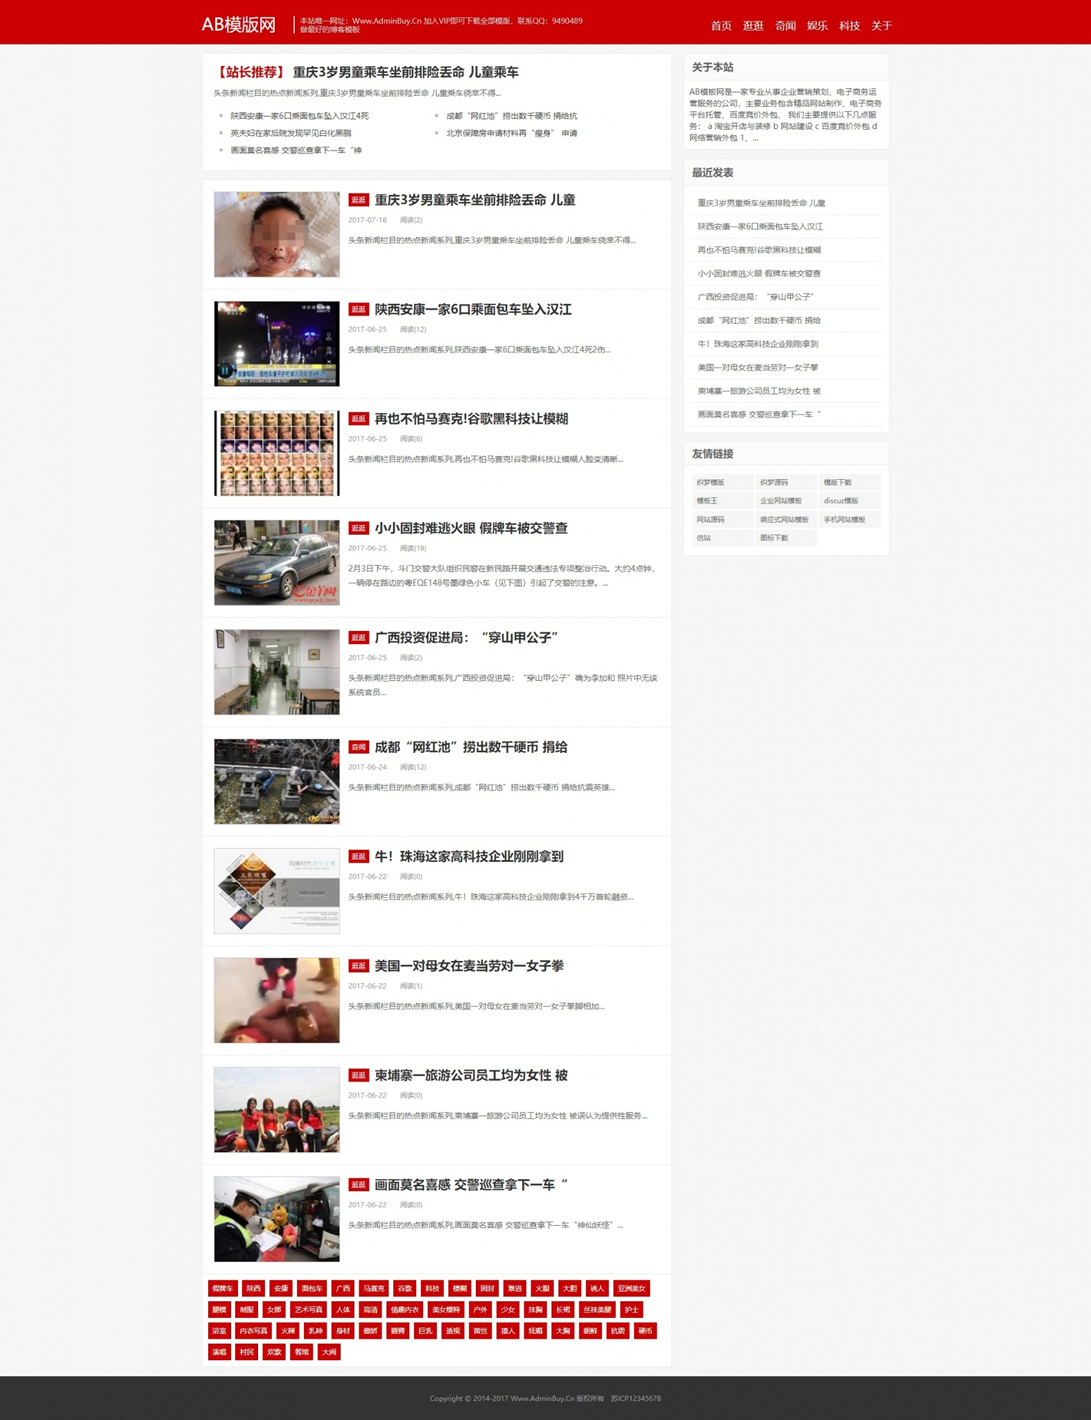 AB模版网
本站唯一网址：Www.AdminBuy.Cn 加入VIP即可下载全部模版，联系QQ：9490489
做最好的博客模板
首页 逛逛 奇闻 娱乐 科技 关于
【站长推荐】 重庆3岁男童乘车坐前排险丢命 儿童乘车
头条新闻栏目的热点新闻系列,重庆3岁男童乘车坐前排险丢命 儿童乘车侥幸不得...
陕西安康一家6口乘面包车坠入汉江4死
成都“网红池”捞出数千硬币 捐给抗
英夫妇在家后院发现罕见白化黑鹂
北京保障房申请材料再“瘦身” 申请
画面莫名喜感 交警巡查拿下一车“神
逛逛 重庆3岁男童乘车坐前排险丢命 儿童
2017-07-18 阅读(2)
头条新闻栏目的热点新闻系列,重庆3岁男童乘车坐前排险丢命 儿童乘车侥幸不得...
逛逛 陕西安康一家6口乘面包车坠入汉江
2017-06-25 阅读(12)
头条新闻栏目的热点新闻系列,陕西安康一家6口乘面包车坠入汉江4死2伤...
逛逛 再也不怕马赛克!谷歌黑科技让模糊
2017-06-25 阅读(6)
头条新闻栏目的热点新闻系列,再也不怕马赛克!谷歌黑科技让模糊人脸变清晰...
逛逛 小小固封难逃火眼 假牌车被交警查
2017-06-25 阅读(18)
2月3日下午，斗门交警大队组织民警在新民路开展交通违法专项整治行动。大约4点钟，
一辆停在路边的粤EQE148号墨绿色小车（见下图）引起了交警的注意。...
逛逛 广西投资促进局：“穿山甲公子”
2017-06-25 阅读(2)
头条新闻栏目的热点新闻系列,广西投资促进局：“穿山甲公子”确为李加和 照片中无该
系统官员...
奇闻 成都“网红池”捞出数千硬币 捐给
2017-06-24 阅读(12)
头条新闻栏目的热点新闻系列,成都“网红池”捞出数千硬币 捐给抗震英雄...
逛逛 牛！珠海这家高科技企业刚刚拿到
2017-06-22 阅读(0)
头条新闻栏目的热点新闻系列,牛！珠海这家高科技企业刚刚拿到4千万首轮融资...
逛逛 美国一对母女在麦当劳对一女子拳
2017-06-22 阅读(1)
头条新闻栏目的热点新闻系列,美国一对母女在麦当劳对一女子拳脚相加...
逛逛 柬埔寨一旅游公司员工均为女性 被
2017-06-22 阅读(0)
头条新闻栏目的热点新闻系列,柬埔寨一旅游公司员工均为女性 被误认为提供性服务...
逛逛 画面莫名喜感 交警巡查拿下一车“
2017-06-22 阅读(0)
头条新闻栏目的热点新闻系列,画面莫名喜感 交警巡查拿下一车“神仙妖怪”...
假牌车 陕西 安康 面包车 广西 马赛克 谷歌 科技 模糊 固封 难逃 火眼 大胆 诱人 亚洲美女
腿模 制服 女郎 艺术写真 人体 高清 情趣内衣 美女模特 户外 少女 抹胸 长裙 丝袜美腿 护士
浴室 内衣写真 火辣 乳神 身材 傲娇 翘臀 巨乳 透视 黑丝 撩人 妩媚 大胸 朝鲜 抗震 硬币
演唱 村民 欢歌 餐馆 大闹
关于本站
AB模板网是一家专业从事企业营销策划、电子商务运
营服务的公司，主要业务包含精品网站制作、电子商务
平台托管、百度竞价外包、 我们主要提供以下几点服
务： a 淘宝开店与装修 b 网站建设 c 百度竞价外包 d
网络营销外包 1、...
最近发表
重庆3岁男童乘车坐前排险丢命 儿童
陕西安康一家6口乘面包车坠入汉江
再也不怕马赛克!谷歌黑科技让模糊
小小固封难逃火眼 假牌车被交警查
广西投资促进局：“穿山甲公子”
成都“网红池”捞出数千硬币 捐给
牛！珠海这家高科技企业刚刚拿到
美国一对母女在麦当劳对一女子拳
柬埔寨一旅游公司员工均为女性 被
画面莫名喜感 交警巡查拿下一车“
友情链接
织梦模版 织梦源码 模版下载
模板王 企业网站模板 discuz模版
网站源码 响应式网站模板 手机网站模板
仿站 图标下载
Copyright © 2014-2017 Www.AdminBuy.Cn 版权所有 苏ICP12345678